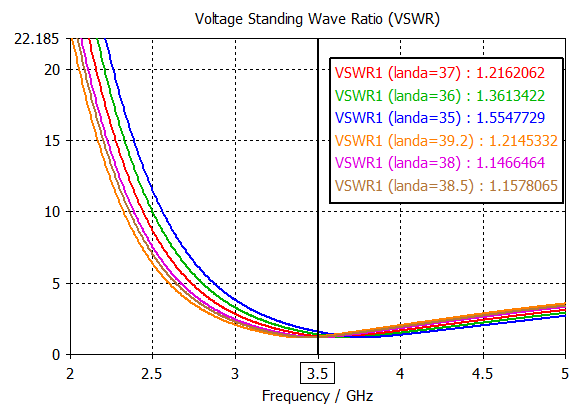 Voltage Standing Wave Ratio (VSWR)
22.185
20
15
10
5
0
VSWR1 (landa=37) : 1.2162062
VSWR1 (landa=36) : 1.3613422
VSWR1 (landa=35) : 1.5547729
VSWR1 (landa=39.2) : 1.2145332
VSWR1 (landa=38) : 1.1466464
VSWR1 (landa=38.5) : 1.1578065
2 2.5 3 3.5 4 4.5 5
Frequency / GHz